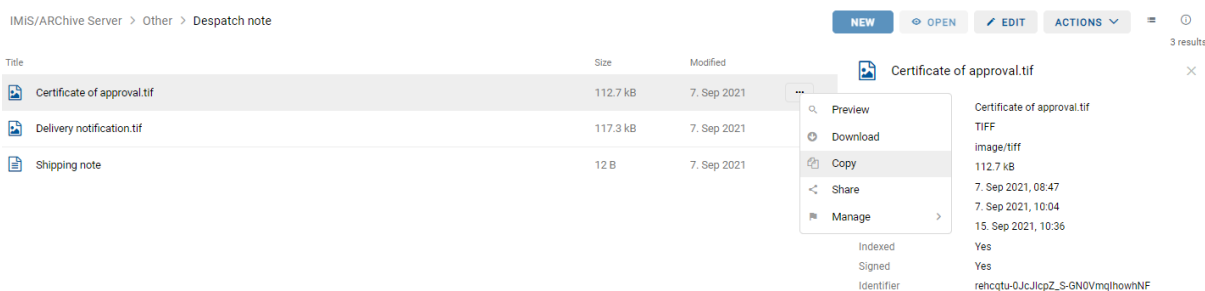 IMiS/ARChive Server > Other > Despatch note
NEW OPEN EDIT ACTIONS
3 results
Title Size Modified
Certificate of approval.tif 112.7 kB 7. Sep 2021 ...
Delivery notification.tif 117.3 kB 7. Sep 2021
Shipping note 12 B 7. Sep 2021
Preview
Download
Copy
Share
Manage >
Certificate of approval.tif
Certificate of approval.tif
TIFF
image/tiff
112.7 kB
7. Sep 2021, 08:47
7. Sep 2021, 10:04
15. Sep 2021, 10:36
Indexed Yes
Signed Yes
Identifier rehcqtu-0JcJIcpZ_S-GN0VmqIhowhNF